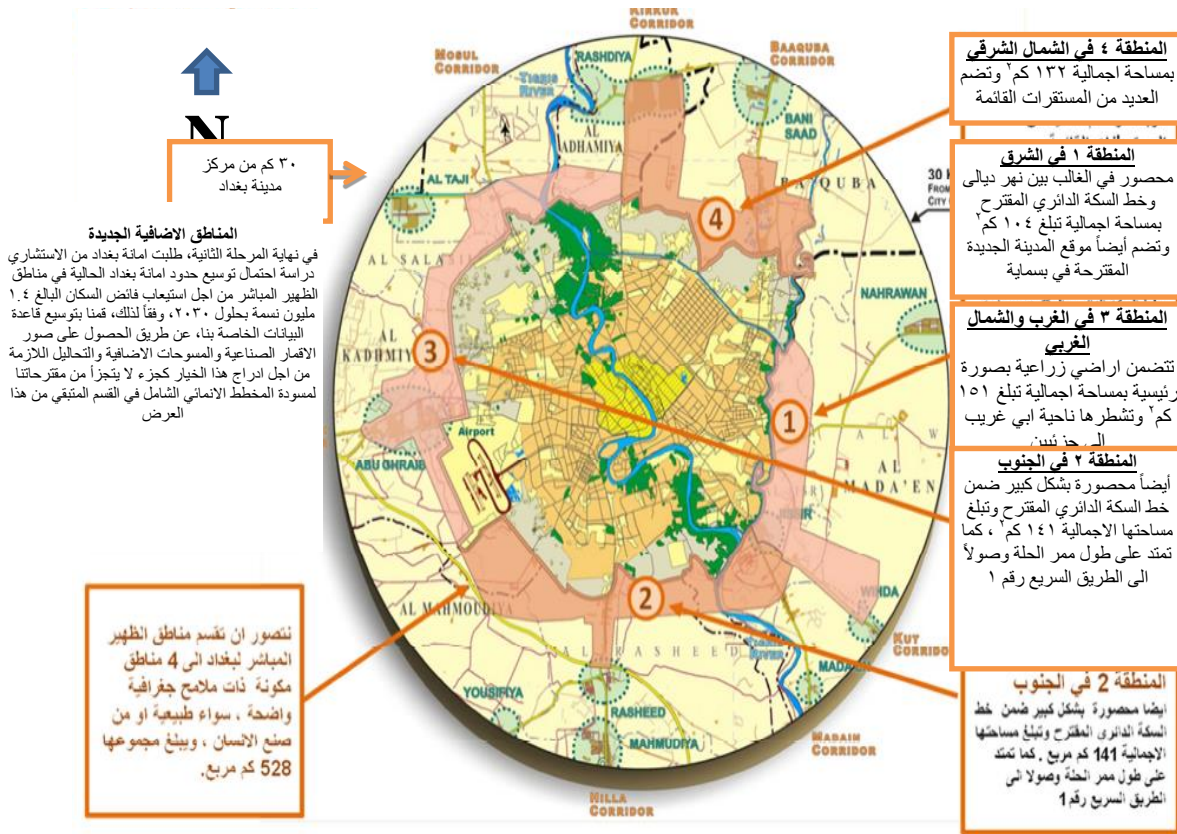 KIRKUK
CORRIDOR
MOSUL
CORRIDOR
BAAQUBA
CORRIDOR
RASHDIYA
TIGRIS
RIVER
AL
ADHAMIYA
BANI
SAAD
BA'QUBA
AL TAJI
30
FROM
CITY
N
٣٠ كم من مركز
مدينة بغداد
المناطق الاضافية الجديدة
في نهاية المرحلة الثانية، طلبت امانة بغداد من الاستشاري
دراسة احتمال توسيع حدود امانة بغداد الحالية في مناطق
الظهير المباشر من اجل استيعاب فائض السكان البالغ ١.٤
مليون نسمة بحلول ٢٠٣٠، وفقاً لذلك، قمنا بتوسيع قاعدة
البيانات الخاصة بنا، عن طريق الحصول على صور
الاقمار الصناعية والمسوحات الاضافية والتحاليل اللازمة
من اجل ادراج هذا الخيار كجزء لا يتجزأ من مقترحاتنا
لمسودة المخطط الانمائي الشامل في القسم المتبقي من هذا
العرض
المنطقة ٤ في الشمال الشرقي
بمساحة اجمالية ١٣٢ كم٢ وتضم
العديد من المستقرات القائمة
المنطقة ١ في الشرق
محصور في الغالب بين نهر ديالى
وخط السكة الدائري المقترح
بمساحة اجمالية تبلغ ١٠٤ كم٢
وتضم أيضاً موقع المدينة الجديدة
المقترحة في بسماية
المنطقة ٣ في الغرب والشمال
الغربي
تتضمن اراضي زراعية بصورة
رئيسية بمساحة اجمالية تبلغ ١٥١
كم٢ وتشطرها ناحية ابي غريب
الى جزئيين
المنطقة ٢ في الجنوب
أيضاً محصورة بشكل كبير ضمن
خط السكة الدائري المقترح وتبلغ
مساحتها الاجمالية ١٤١ كم٢ ، كما
تمتد على طول ممر الحلة وصولاً
الى الطريق السريع رقم ١
المنطقة 2 في الجنوب
ايضا محصورة بشكل كبير ضمن خط
السكة الدائرى المقترح وتبلغ مساحتها
الاجمالية 141 كم مربع . كما تمتد
على طول ممر الحلة وصولا الى
الطريق السريع رقم 1
نتصور ان تقسم مناطق الظهير
المباشر لبغداد الى 4 مناطق
مكونة ذات ملامح جغرافية
واضحة ، سواء طبيعية او من
صنع الانسان ، ويبلغ مجموعها
528 كم مربع.
4
3
1
2
AL
KADHMIY
NAHRAWAN
Airport
ABU GHRAIB
AL
MADA'EN
AL MAHMOUDIYA
AL RASHEED
TIGRIS
RIVER
KUT
CORRIDOR
YOUSIFIYA
RASHEED
MAHMUDIYA
MADAIN
CORRIDOR
HILLA
CORRIDOR